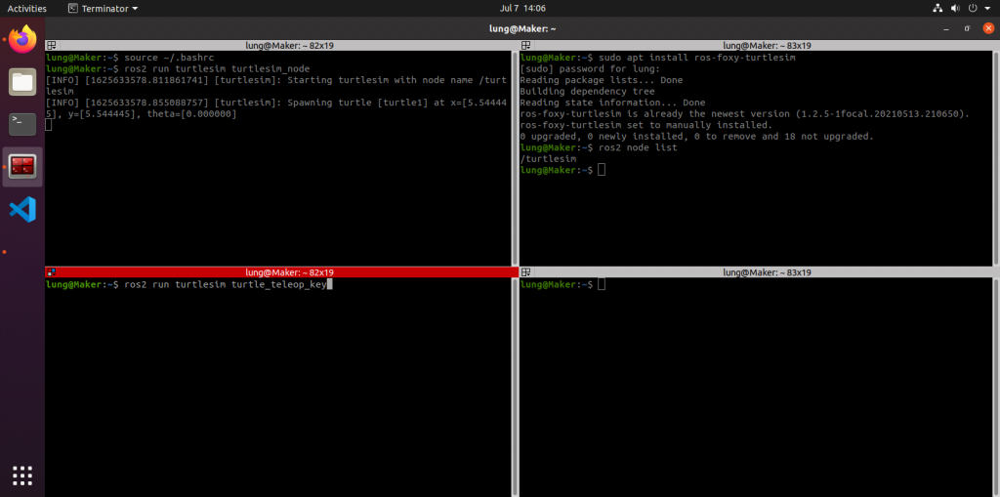 Activities
Terminator
Jul 7 14:06
lung@Maker: ~
lung@Maker: ~ 82x19
lung@Maker:~$ source ~/.bashrc
lung@Maker:~$ ros2 run turtlesim turtlesim_node
[INFO] [1625633578.811861741] [turtlesim]: Starting turtlesim with node name /turt
lesim
[INFO] [1625633578.855088757] [turtlesim]: Spawning turtle [turtle1] at x=[5.54444
5], y=[5.544445], theta=[0.000000]
lung@Maker: ~ 83x19
lung@Maker:~$ sudo apt install ros-foxy-turtlesim
[sudo] password for lung:
Reading package lists... Done
Building dependency tree
Reading state information... Done
ros-foxy-turtlesim is already the newest version (1.2.5-1focal.20210513.210650).
ros-foxy-turtlesim set to manually installed.
0 upgraded, 0 newly installed, 0 to remove and 18 not upgraded.
lung@Maker:~$ ros2 node list
/turtlesim
lung@Maker:~$
lung@Maker: ~ 82x19
lung@Maker:~$ ros2 run turtlesim turtle_teleop_key
lung@Maker: ~ 83x19
lung@Maker:~$